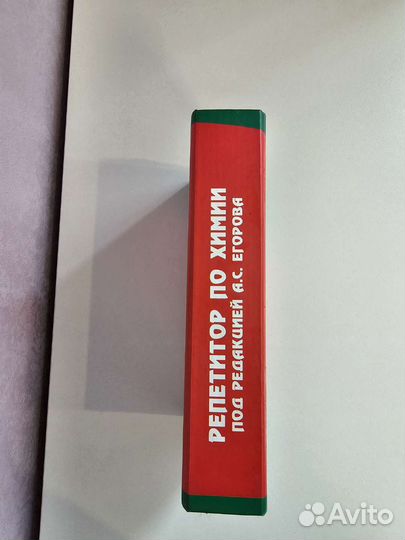 РЕПЕТИТОР ПО ХИМИИ
ПОД РЕДАКЦИЕЙ А.С. ЕГОРОВА
Avito